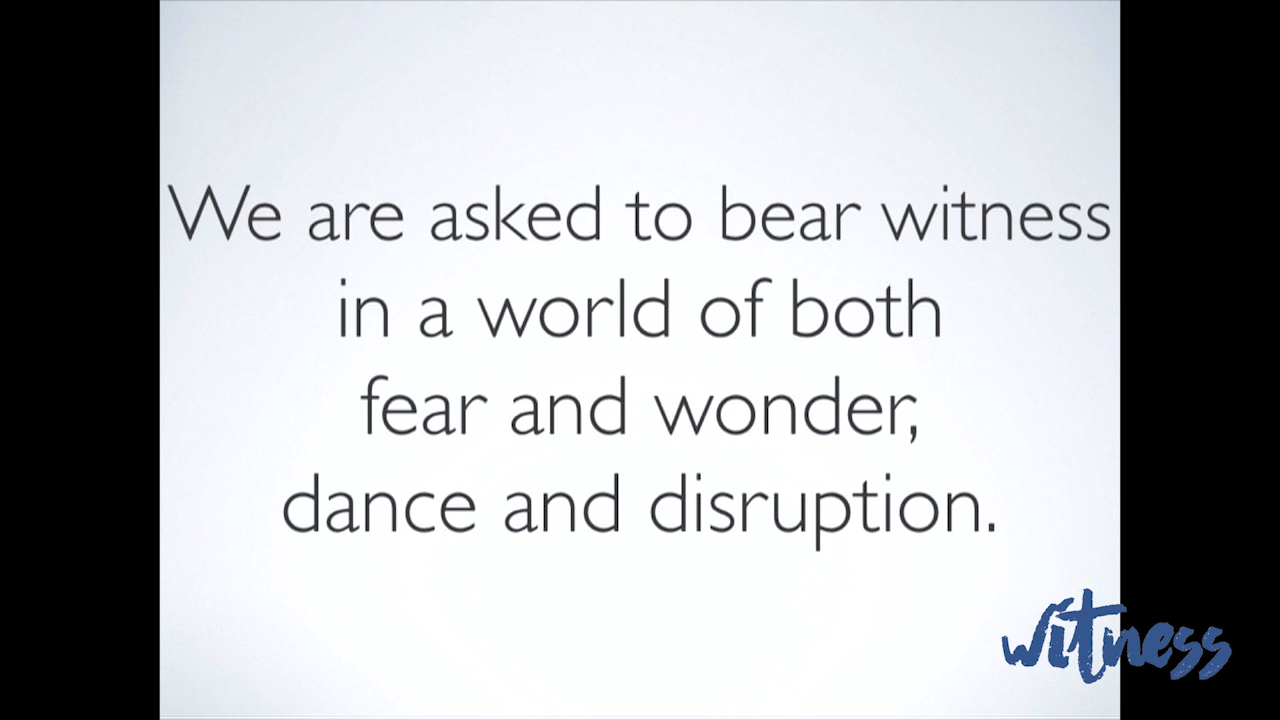 We are asked to bear witness
in a world of both
fear and wonder,
dance and disruption.
witness